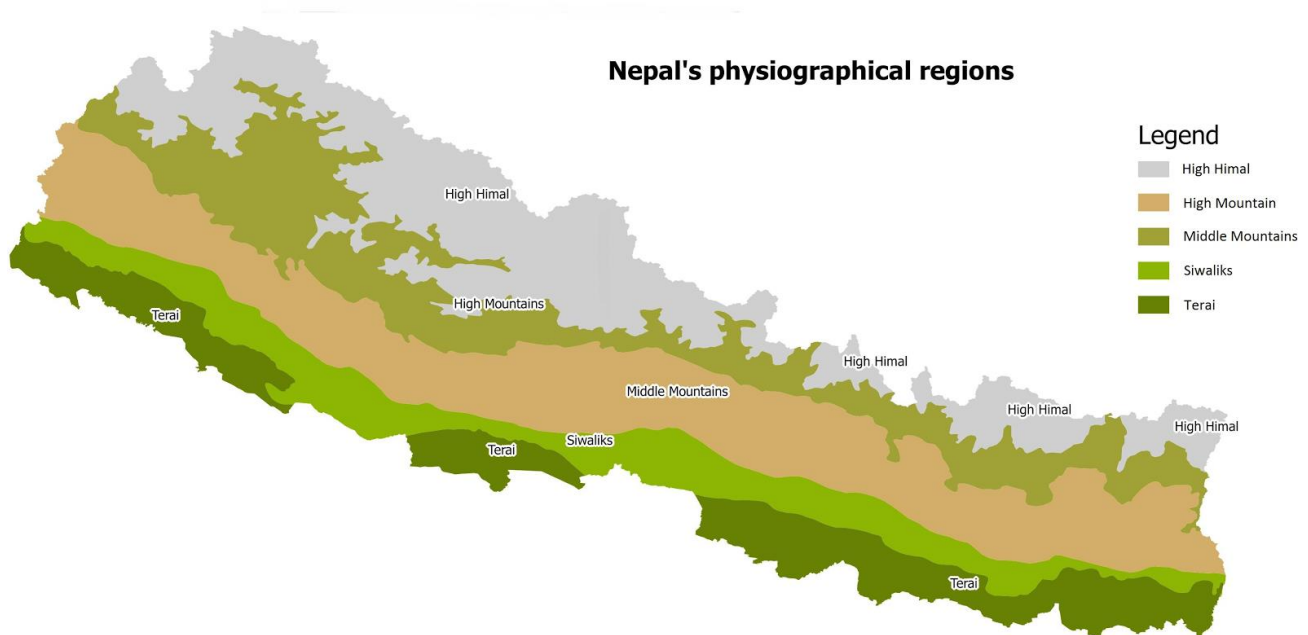 Nepal's physiographical regions
Legend
High Himal
High Mountain
Middle Mountains
Siwaliks
Terai
High Himal
High Mountains
Terai
High Himal
Middle Mountains
High Himal
High Himal
Siwaliks
Terai
Terai